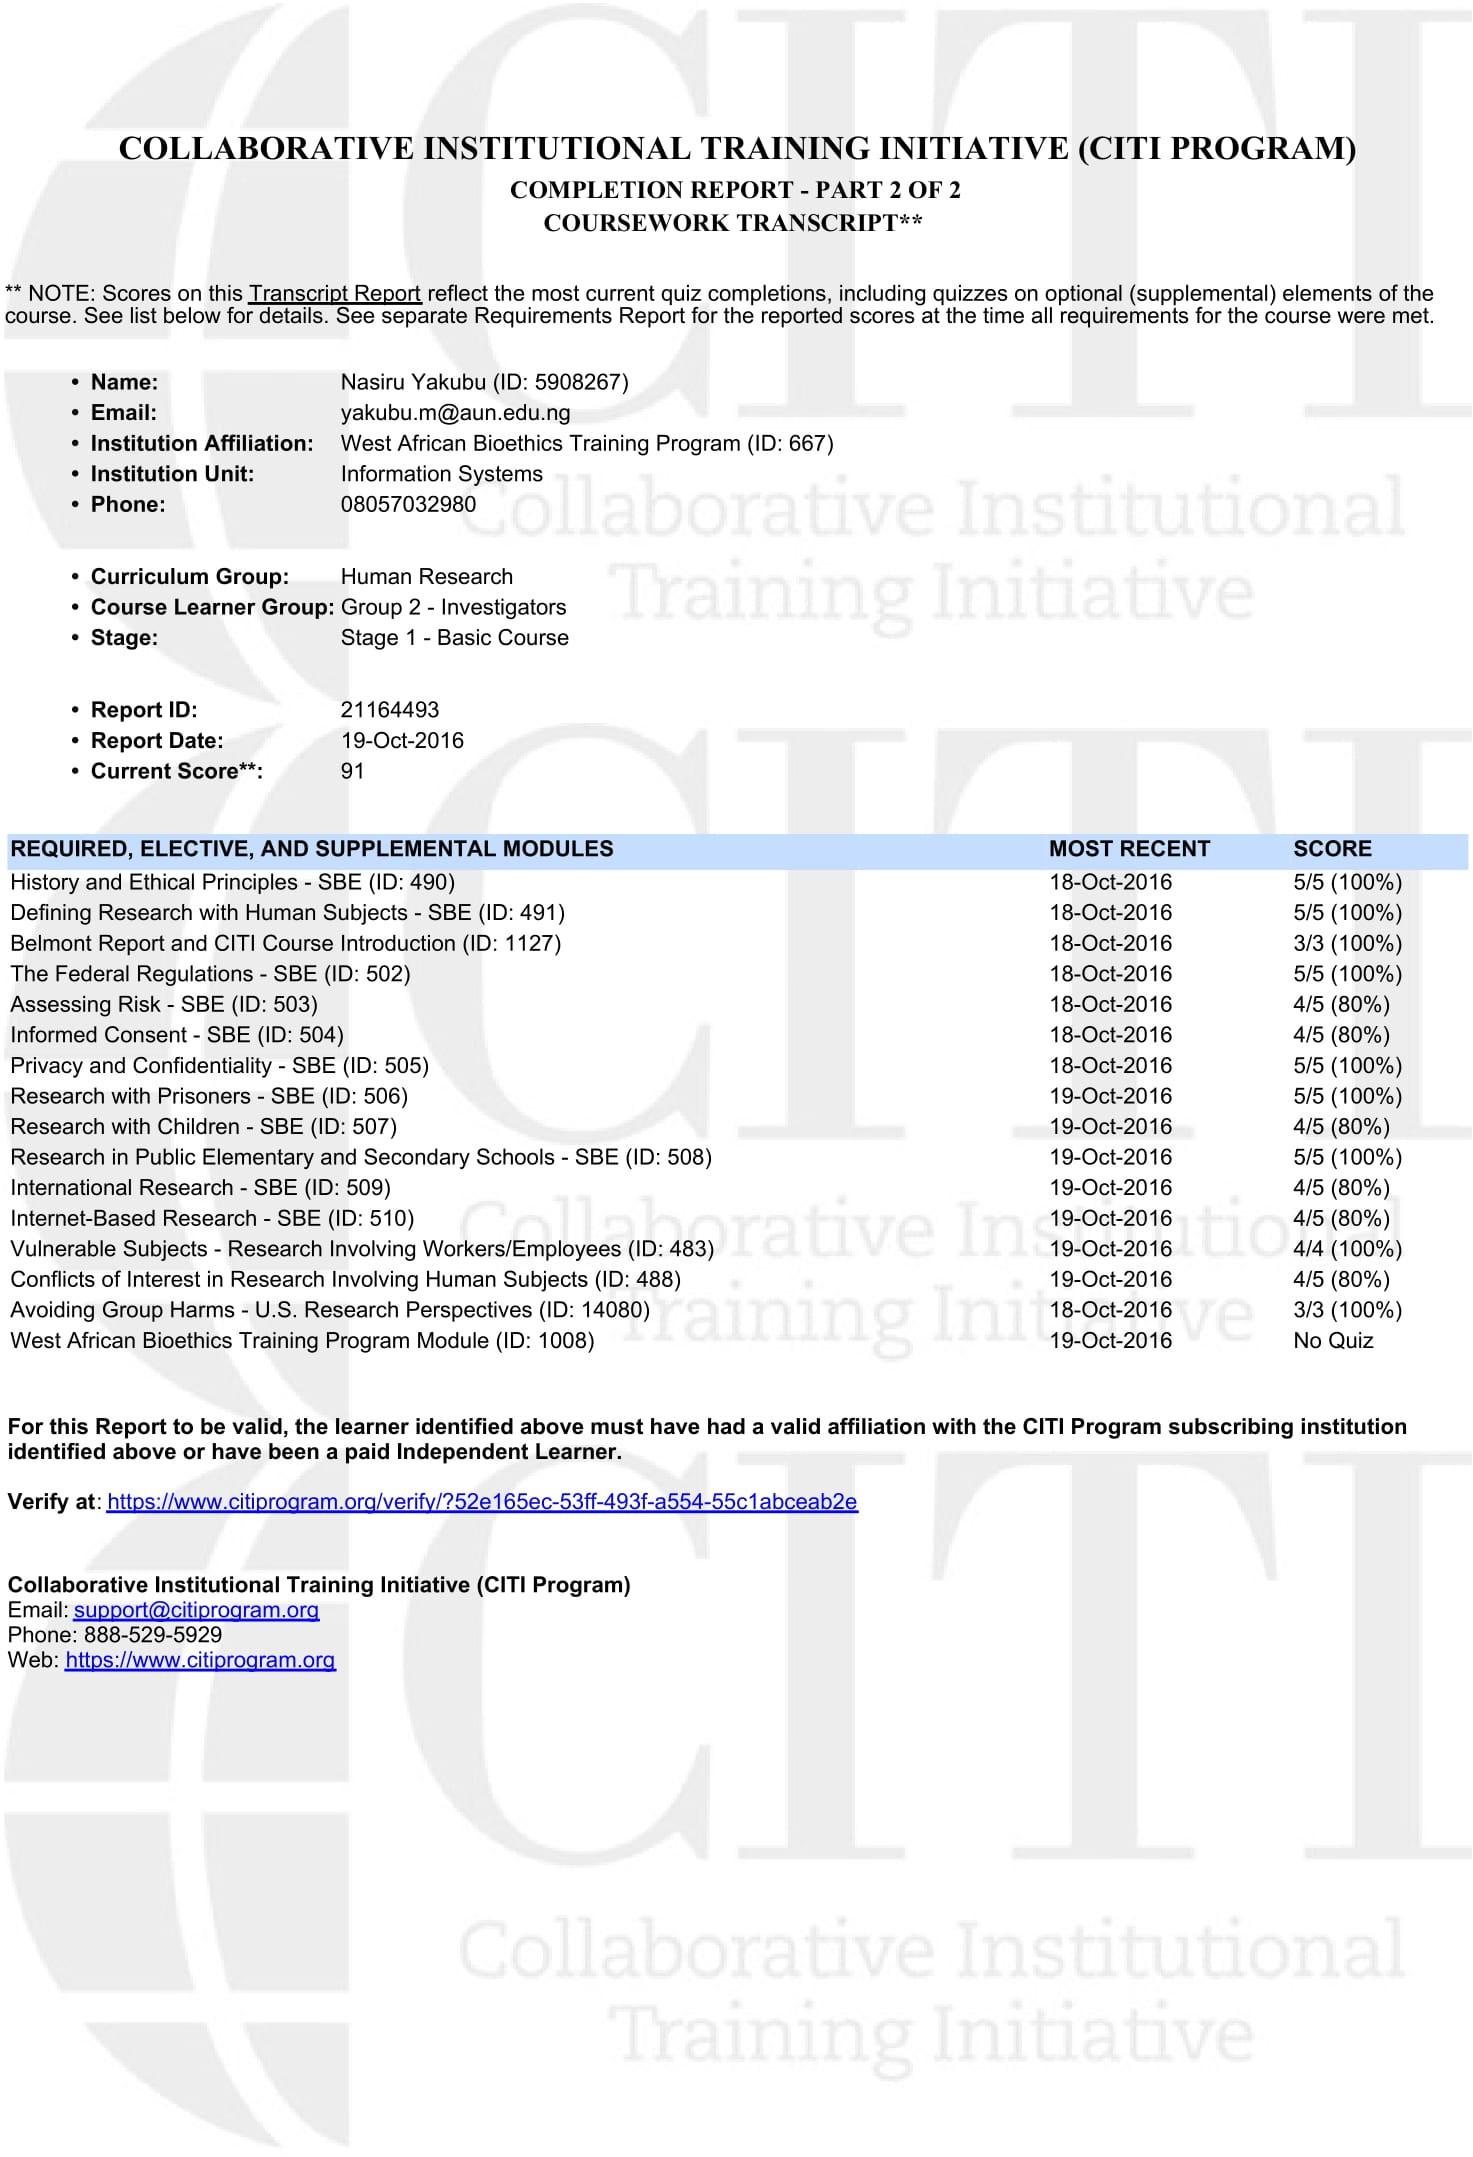 COLLABORATIVE INSTITUTIONAL TRAINING INITIATIVE (CITI PROGRAM)
COMPLETION REPORT - PART 2 OF 2
COURSEWORK TRANSCRIPT**
** NOTE: Scores on this Transcript Report reflect the most current quiz completions, including quizzes on optional (supplemental) elements of the
course. See list below for details. See separate Requirements Report for the reported scores at the time all requirements for the course were met.
• Name: Nasiru Yakubu (ID: 5908267)
• Email: yakubu.m@aun.edu.ng
• Institution Affiliation: West African Bioethics Training Program (ID: 667)
• Institution Unit: Information Systems
• Phone: 08057032980
• Curriculum Group: Human Research
• Course Learner Group: Group 2 - Investigators
• Stage: Stage 1 - Basic Course
• Report ID: 21164493
• Report Date: 19-Oct-2016
• Current Score**: 91
REQUIRED, ELECTIVE, AND SUPPLEMENTAL MODULES MOST RECENT SCORE
History and Ethical Principles - SBE (ID: 490) 18-Oct-2016 5/5 (100%)
Defining Research with Human Subjects - SBE (ID: 491) 18-Oct-2016 5/5 (100%)
Belmont Report and CITI Course Introduction (ID: 1127) 18-Oct-2016 3/3 (100%)
The Federal Regulations - SBE (ID: 502) 18-Oct-2016 5/5 (100%)
Assessing Risk - SBE (ID: 503) 18-Oct-2016 4/5 (80%)
Informed Consent - SBE (ID: 504) 18-Oct-2016 4/5 (80%)
Privacy and Confidentiality - SBE (ID: 505) 18-Oct-2016 5/5 (100%)
Research with Prisoners - SBE (ID: 506) 19-Oct-2016 5/5 (100%)
Research with Children - SBE (ID: 507) 19-Oct-2016 4/5 (80%)
Research in Public Elementary and Secondary Schools - SBE (ID: 508) 19-Oct-2016 5/5 (100%)
International Research - SBE (ID: 509) 19-Oct-2016 4/5 (80%)
Internet-Based Research - SBE (ID: 510) 19-Oct-2016 4/5 (80%)
Vulnerable Subjects - Research Involving Workers/Employees (ID: 483) 19-Oct-2016 4/4 (100%)
Conflicts of Interest in Research Involving Human Subjects (ID: 488) 19-Oct-2016 4/5 (80%)
Avoiding Group Harms - U.S. Research Perspectives (ID: 14080) 18-Oct-2016 3/3 (100%)
West African Bioethics Training Program Module (ID: 1008) 19-Oct-2016 No Quiz
For this Report to be valid, the learner identified above must have had a valid affiliation with the CITI Program subscribing institution
identified above or have been a paid Independent Learner.
Verify at: https://www.citiprogram.org/verify/?52e165ec-53ff-493f-a554-55c1abceab2e
Collaborative Institutional Training Initiative (CITI Program)
Email: support@citiprogram.org
Phone: 888-529-5929
Web: https://www.citiprogram.org
CITI
Collaborative Institutional
Training Initiative
CITI
Collaborative Institutional
Training Initiative
CITI
Collaborative Institutional
Training Initiative